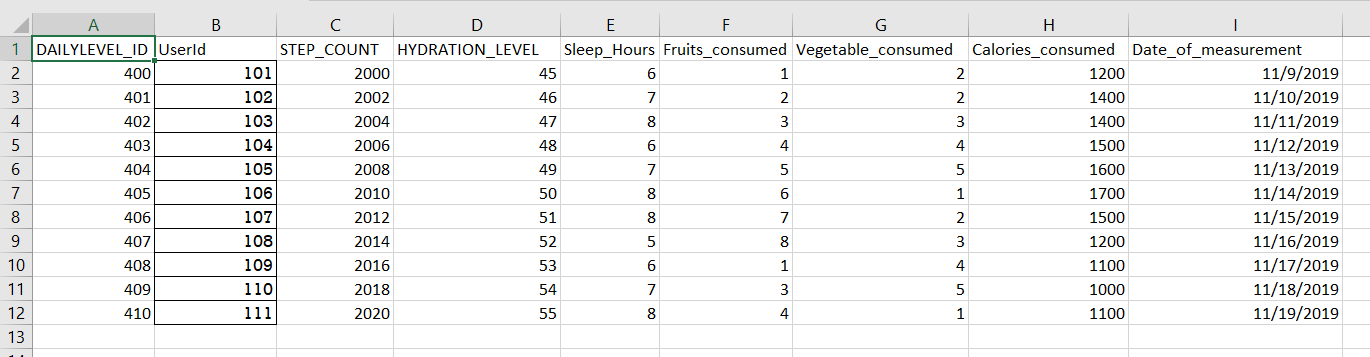 A B C D E F G H I
1 DAILYLEVEL_ID UserId STEP_COUNT HYDRATION_LEVEL Sleep_Hours Fruits_consumed Vegetable_consumed Calories_consumed Date_of_measurement
2 400 101 2000 45 6 1 2 1200 11/9/2019
3 401 102 2002 46 7 2 2 1400 11/10/2019
4 402 103 2004 47 8 3 3 1400 11/11/2019
5 403 104 2006 48 6 4 4 1500 11/12/2019
6 404 105 2008 49 7 5 5 1600 11/13/2019
7 405 106 2010 50 8 6 1 1700 11/14/2019
8 406 107 2012 51 8 7 2 1500 11/15/2019
9 407 108 2014 52 5 8 3 1200 11/16/2019
10 408 109 2016 53 6 1 4 1100 11/17/2019
11 409 110 2018 54 7 3 5 1000 11/18/2019
12 410 111 2020 55 8 4 1 1100 11/19/2019
13